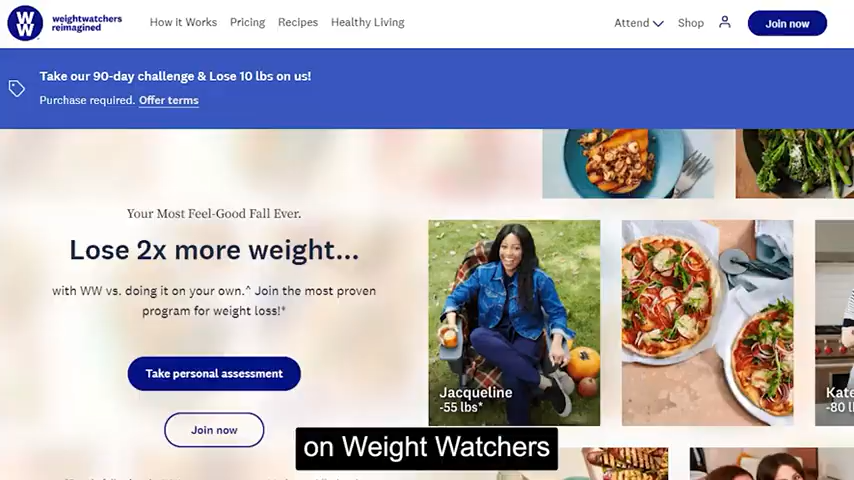 WW
weightwatchers
reimagined
How it Works
Pricing
Recipes
Healthy Living
Attend
Shop
Join now
Take our 90-day challenge & Lose 10 lbs on us!
Purchase required. Offer terms
Your Most Feel-Good Fall Ever.
Lose 2x more weight...
with WW vs. doing it on your own.^ Join the most proven
program for weight loss!*
Take personal assessment
Join now
Jacqueline
-55 lbs*
Kate
-80 l
on Weight Watchers